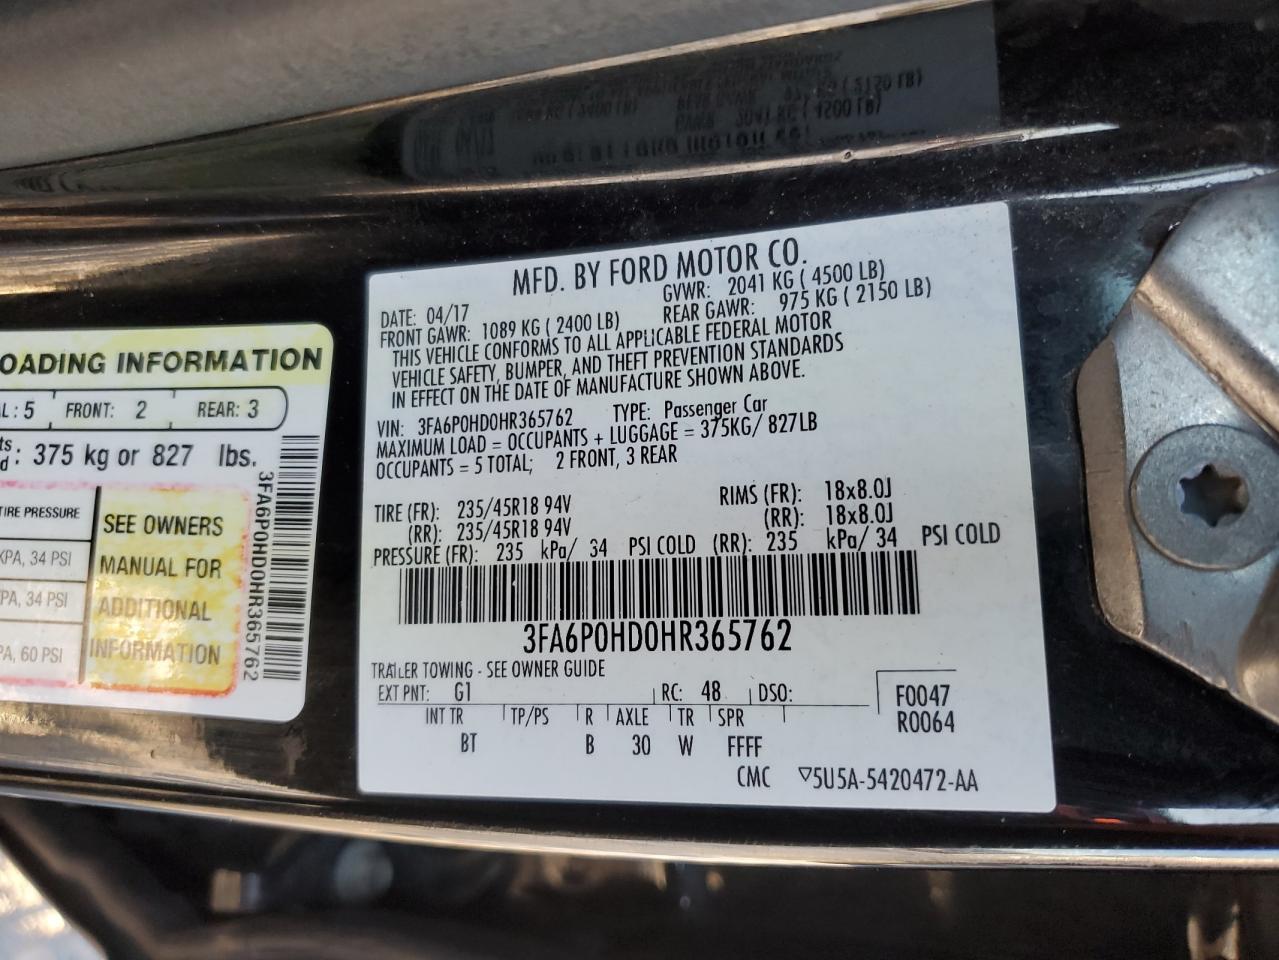 OADING INFORMATION
AL: 5 FRONT: 2 REAR: 3
ts
d: 375 kg or 827 lbs.
TIRE PRESSURE
KPA, 34 PSI
PA, 34 PSI
PA, 60 PSI
SEE OWNERS
MANUAL FOR
ADDITIONAL
INFORMATION
3FA6P0HD0HR365762
MFD. BY FORD MOTOR CO.
DATE: 04/17 GVWR: 2041 KG ( 4500 LB)
FRONT GAWR: 1089 KG ( 2400 LB) REAR GAWR: 975 KG ( 2150 LB)
THIS VEHICLE CONFORMS TO ALL APPLICABLE FEDERAL MOTOR
VEHICLE SAFETY, BUMPER, AND THEFT PREVENTION STANDARDS
IN EFFECT ON THE DATE OF MANUFACTURE SHOWN ABOVE.
VIN: 3FA6P0HD0HR365762 TYPE: Passenger Car
MAXIMUM LOAD = OCCUPANTS + LUGGAGE = 375KG/ 827LB
OCCUPANTS = 5 TOTAL; 2 FRONT, 3 REAR
TIRE (FR): 235/45R18 94V RIMS (FR): 18x8.0J
(RR): 235/45R18 94V (RR): 18x8.0J
PRESSURE (FR): 235 kPa/ 34 PSI COLD (RR): 235 kPa/ 34 PSI COLD
3FA6P0HD0HR365762
TRAILER TOWING - SEE OWNER GUIDE
EXT PNT: G1 RC: 48 DSO: F0047
R0064
INT TR TP/PS R AXLE TR SPR
BT B 30 W FFFF
CMC ▽5U5A-5420472-AA